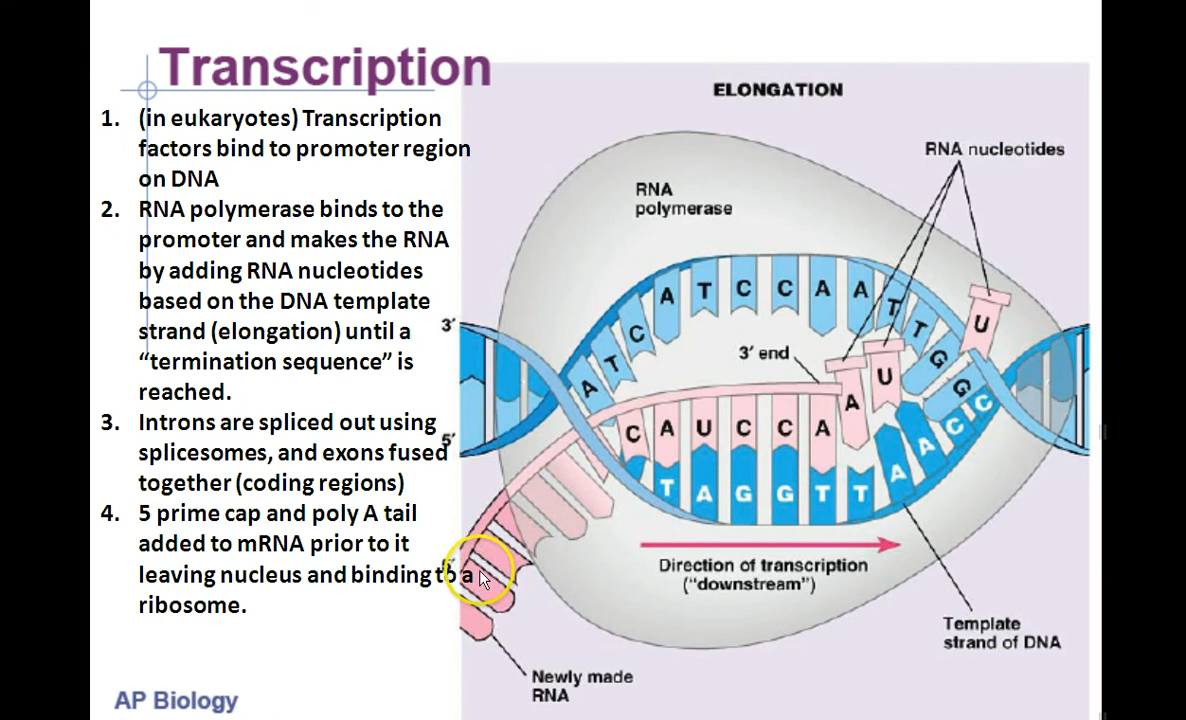 Transcription
1. (in eukaryotes) Transcription
factors bind to promoter region
on DNA
2. RNA polymerase binds to the
promoter and makes the RNA
by adding RNA nucleotides
based on the DNA template
strand (elongation) until a
“termination sequence” is
reached.
3. Introns are spliced out using
splicesomes, and exons fused
together (coding regions)
4. 5 prime cap and poly A tail
added to mRNA prior to it
leaving nucleus and binding to a
ribosome.
AP Biology
ELONGATION
RNA nucleotides
RNA
polymerase
A T C A T C C A A T T G G
U
3′
3′ end
U
A
C A U C C A
5′
T A G G T T A A C C
Direction of transcription
(“downstream”)
Template
strand of DNA
Newly made
RNA